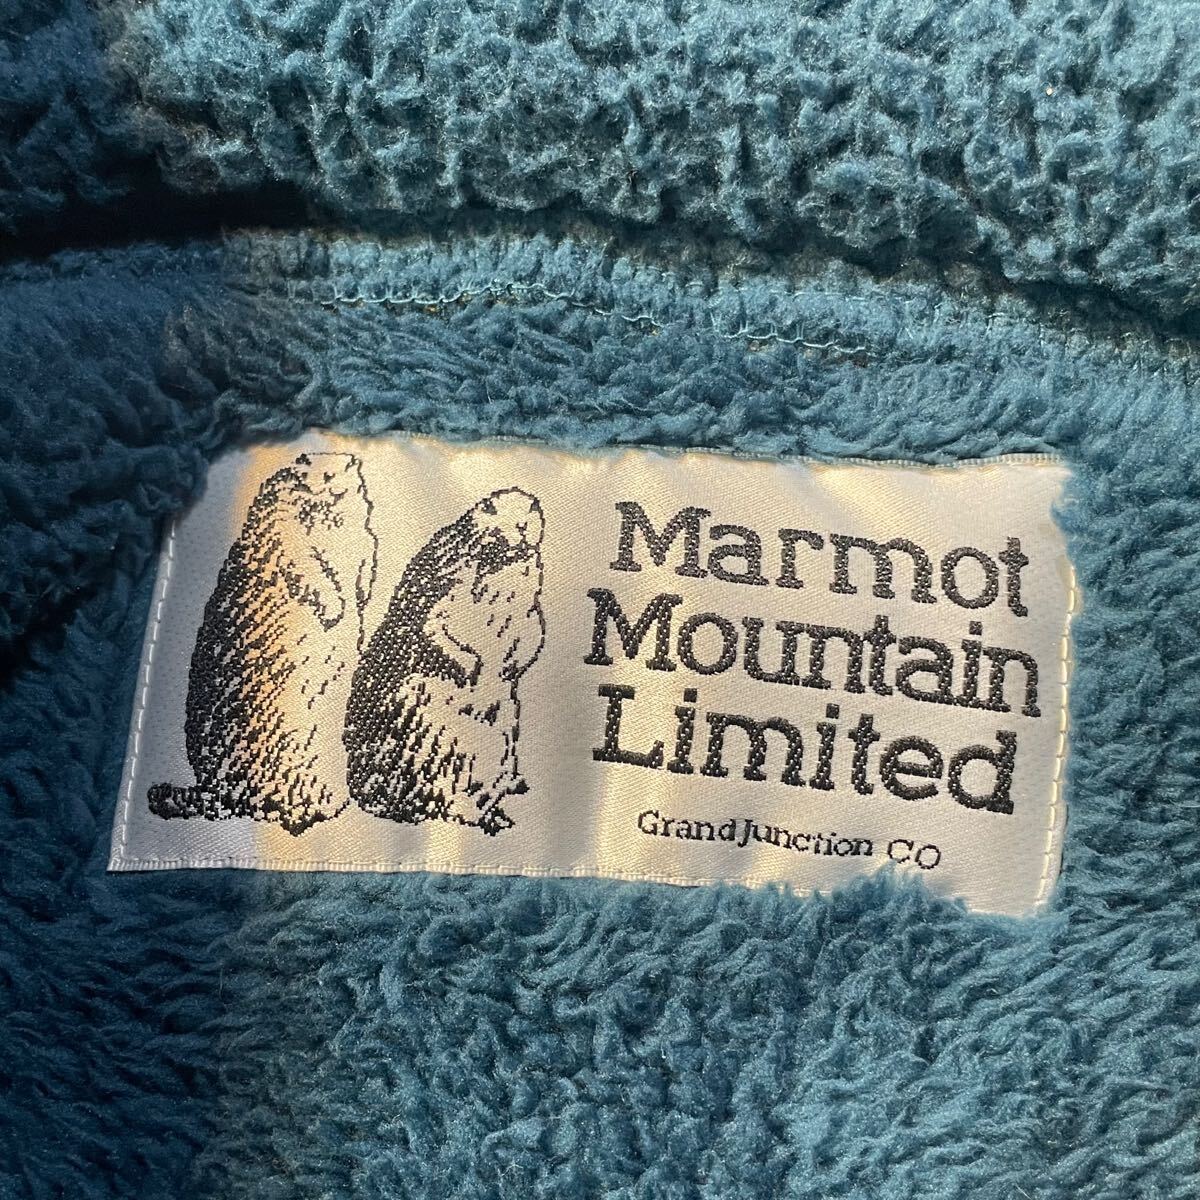 Marmot
Mountain
Limited
Grand Junction CO